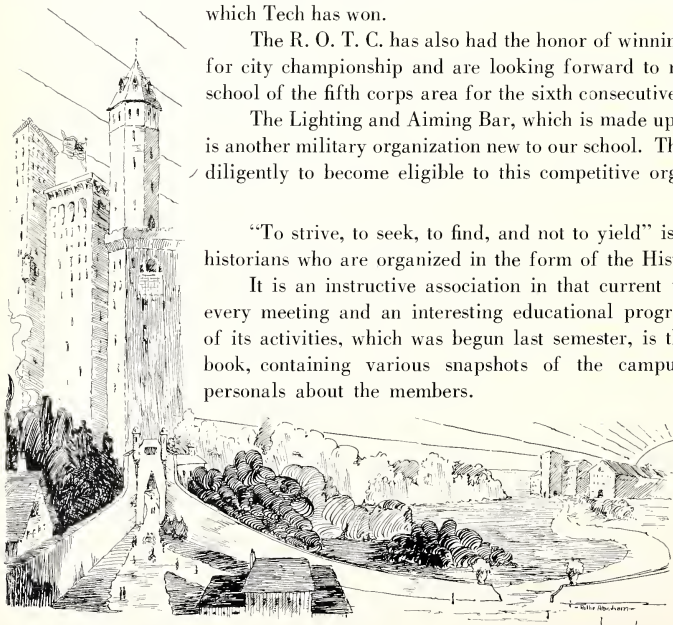 which Tech has won.
The R. O. T. C. has also had the honor of winnin
for city championship and are looking forward to
school of the fifth corps area for the sixth consecutive
The Lighting and Aiming Bar, which is made up
is another military organization new to our school. Th
diligently to become eligible to this competitive org
"To strive, to seek, to find, and not to yield" is
historians who are organized in the form of the His
It is an instructive association in that current
every meeting and an interesting educational progr
of its activities, which was begun last semester, is th
book, containing various snapshots of the campu
personals about the members.